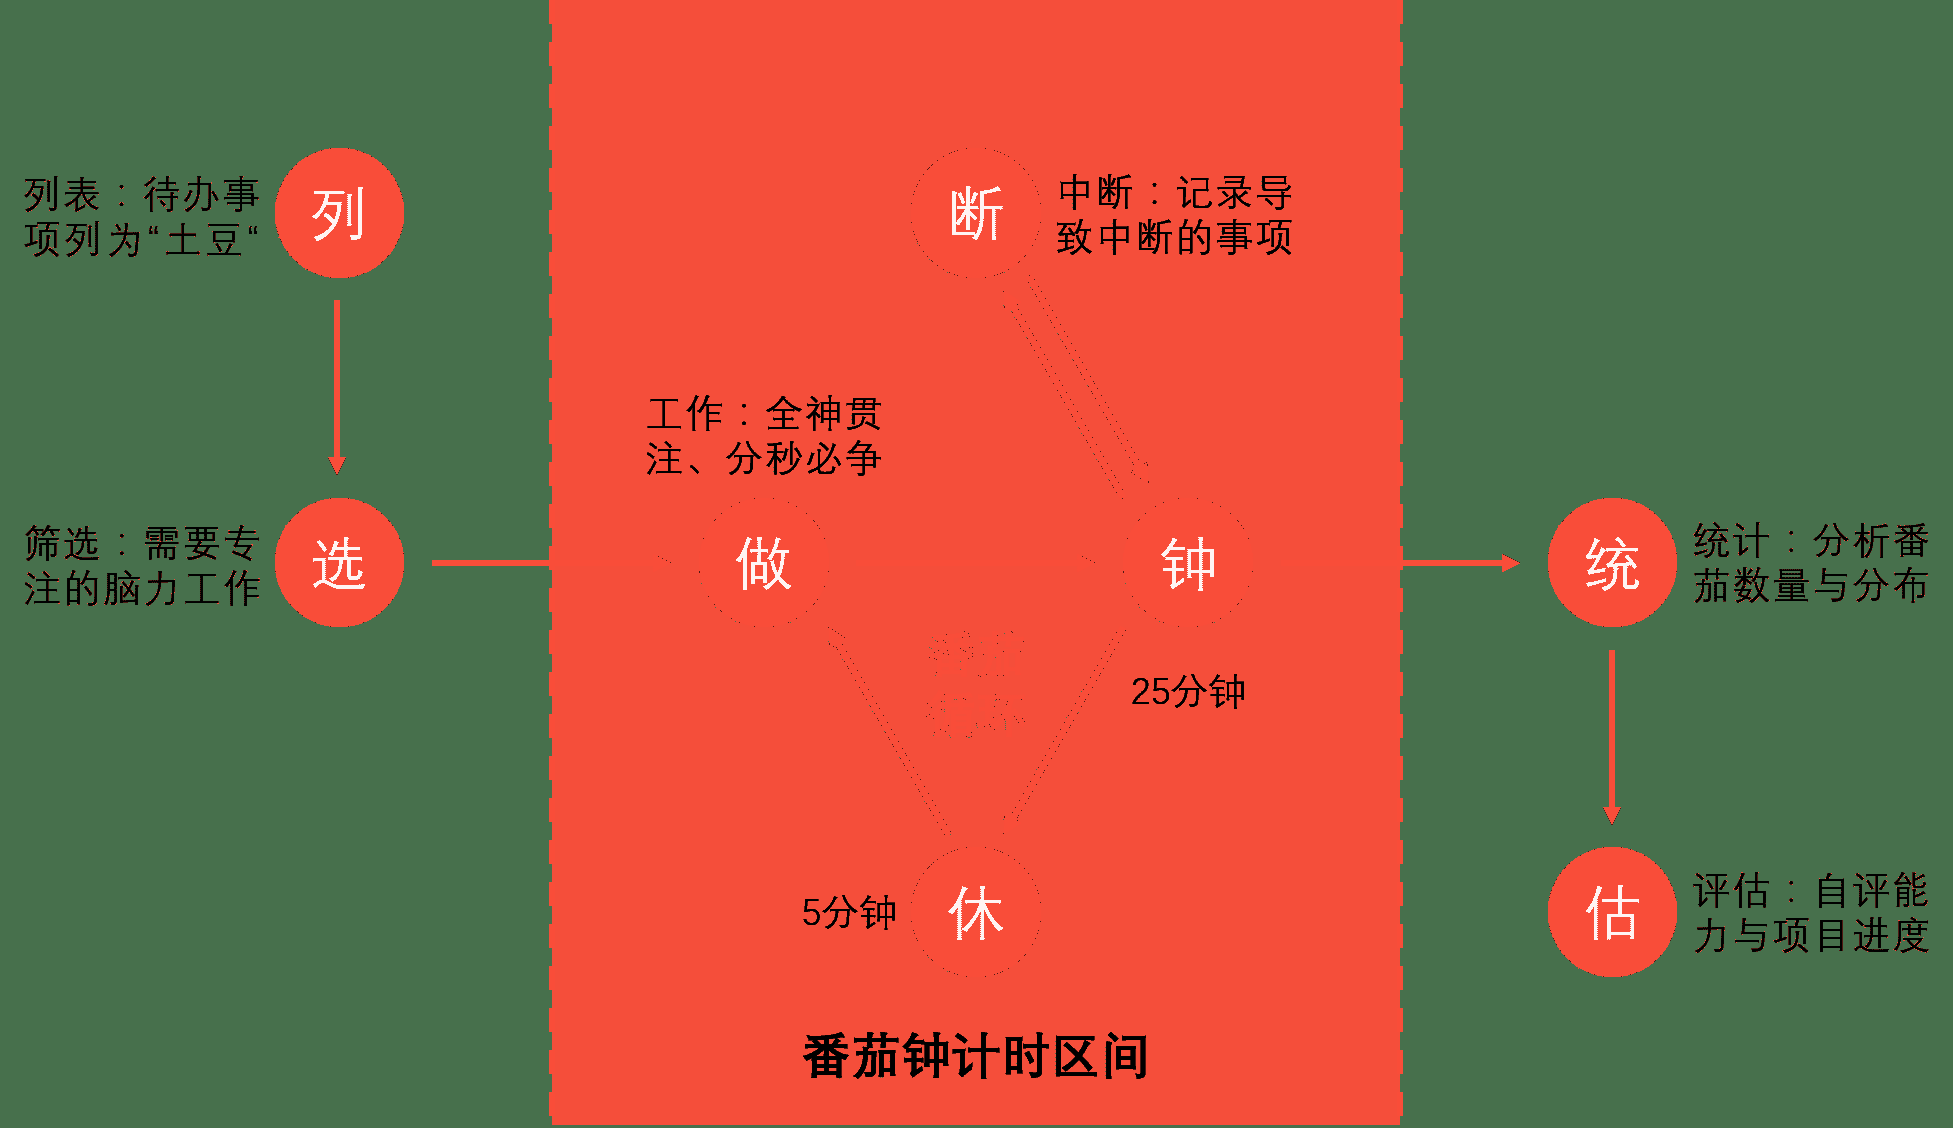 列表：待办事
项列为“土豆“
列
筛选：需要专
注的脑力工作
选
断
中断：记录导
致中断的事项
工作：全神贯
注、分秒必争
做
钟
25分钟
5分钟
休
番茄钟计时区间
统
统计：分析番
茄数量与分布
估
评估：自评能
力与项目进度